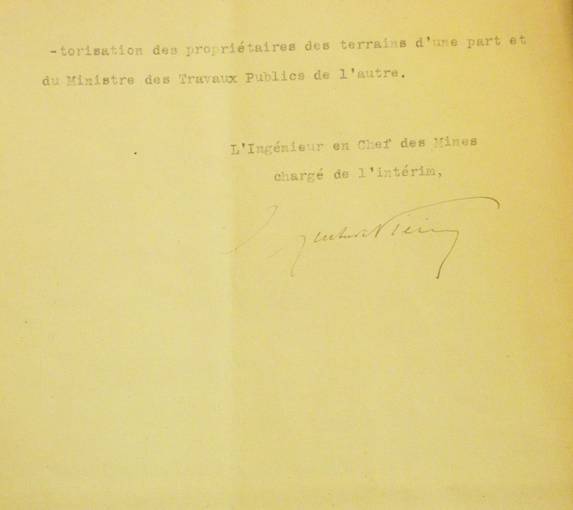 -torisation des propriétaires des terrains d'une part et
du Ministre des Travaux Publics de l'autre.
L'Ingénieur en Chef des Mines
chargé de l'intérim,